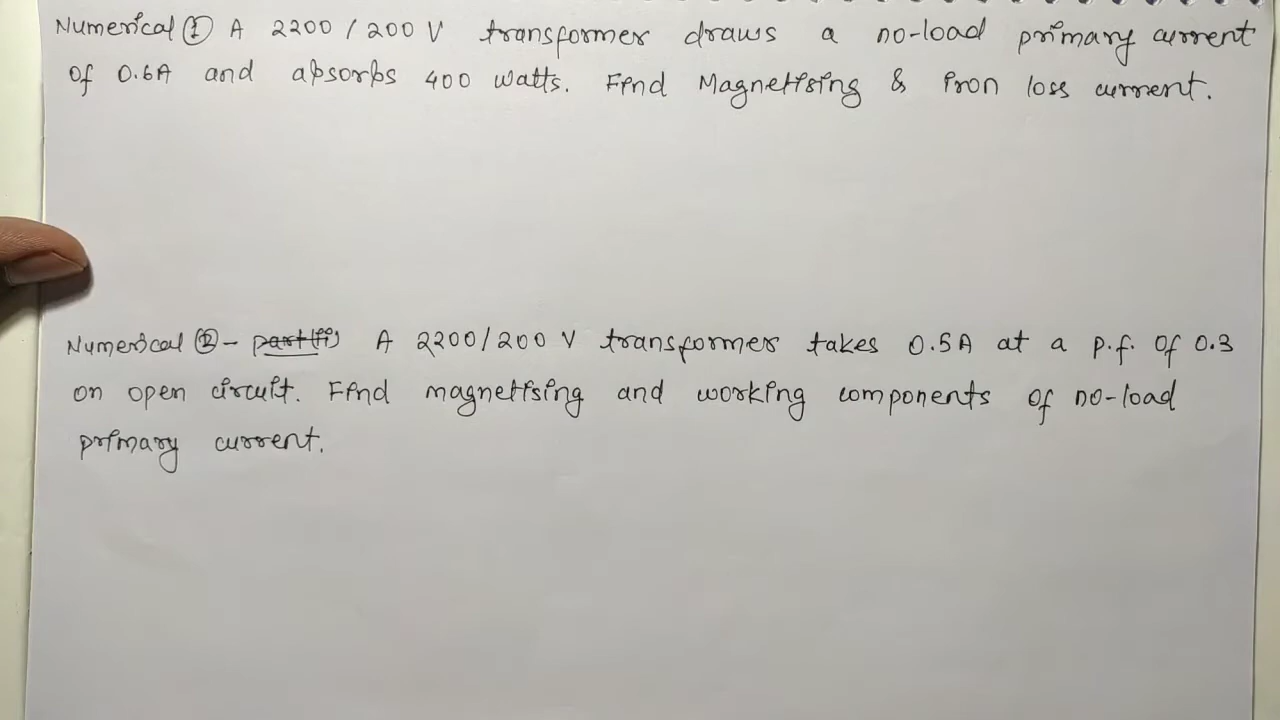 Numerical ① A 2200 / 200 V transformer draws a no-load primary current
of 0.6A and absorbs 400 watts. Find Magnetising & iron loss current.
Numerical ② - part(ii) A 2200/200 V transformer takes 0.5A at a p.f. of 0.3
on open circuit. Find magnetising and working components of no-load
primary current.